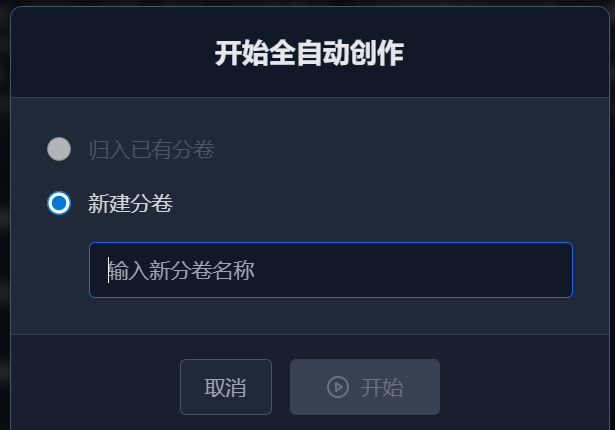 开始全自动创作
归入已有分卷
新建分卷
输入新分卷名称
取消
开始